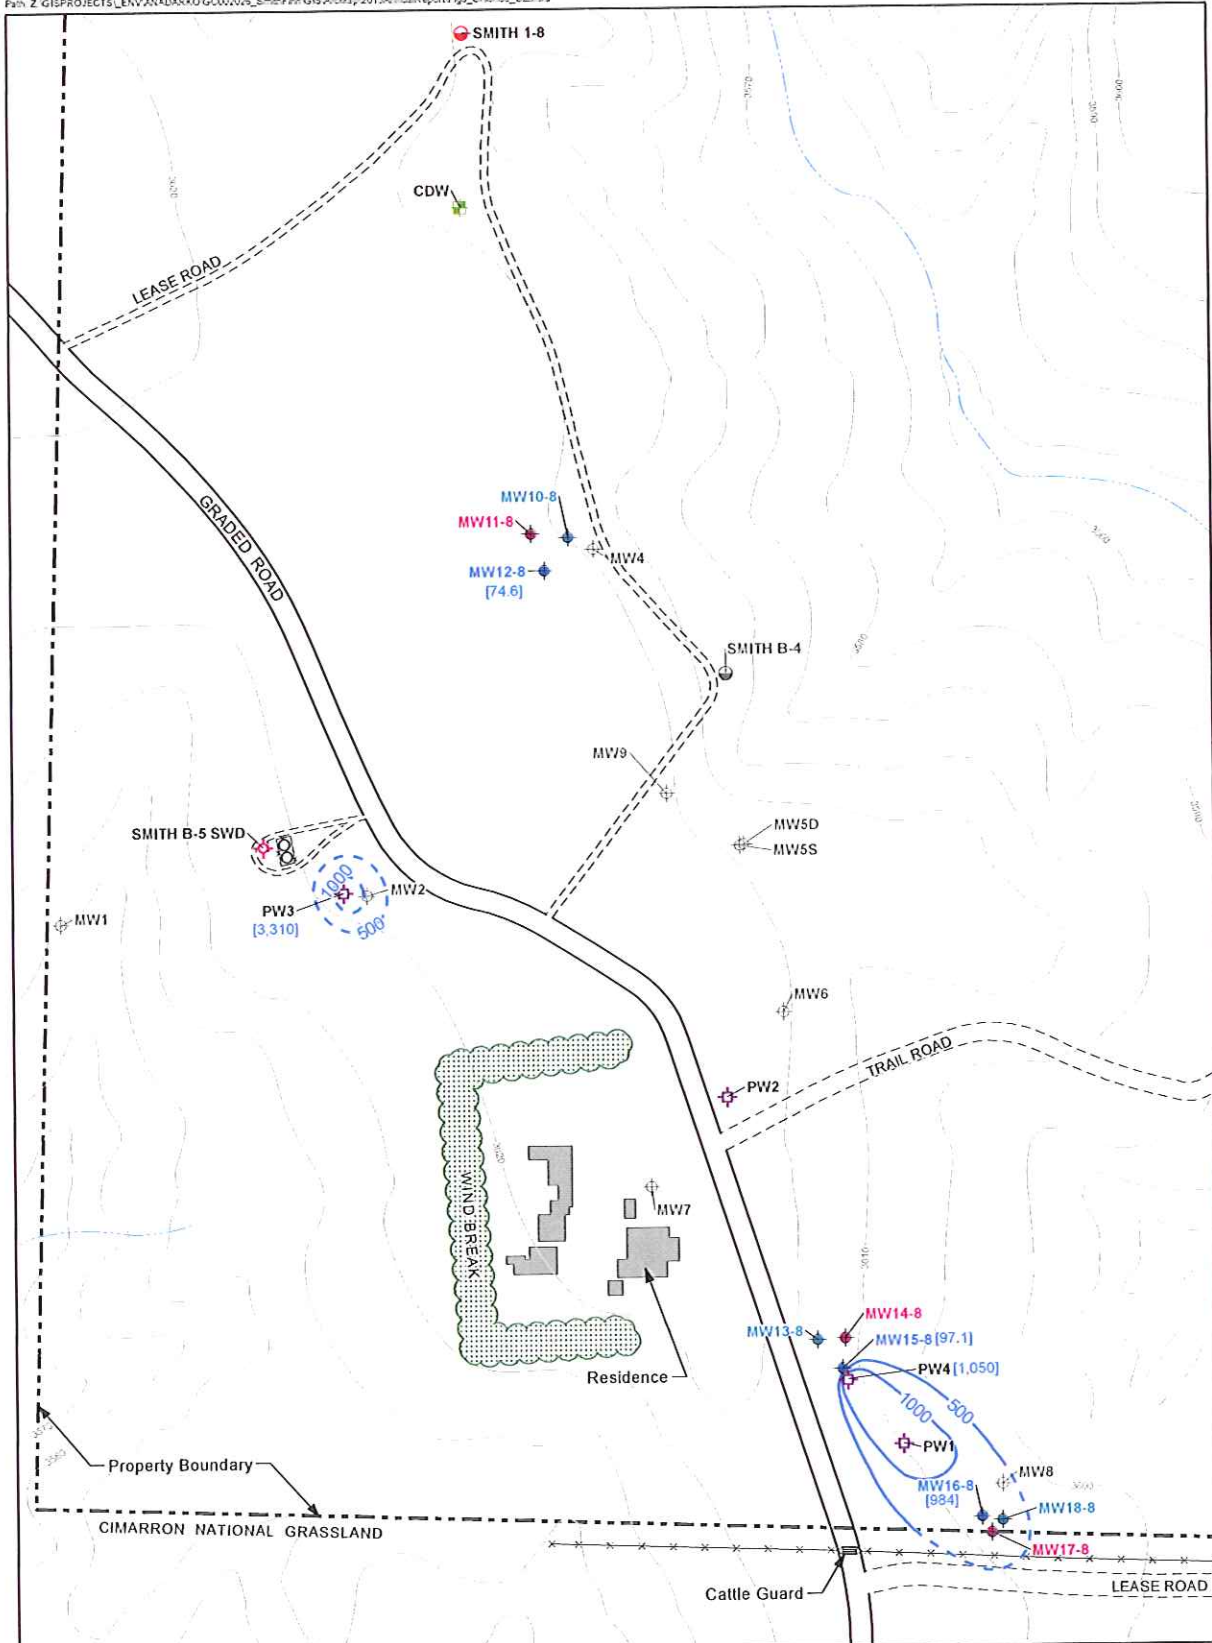 SMITH 1-8
3570
3590
3600
CDW
LEASE ROAD
GRADED ROAD
MW10-8
MW11-8
MW12-8
[74.6]
MW4
SMITH B-4
MW9
SMITH B-5 SWD
MW5D
MW5S
1000
MW2
PW3
[3,310]
500
MW1
MW6
TRAIL ROAD
PW2
WIND BREAK
MW7
MW14-8
MW13-8
MW15-8 [97.1]
PW4 [1,050]
Residence
1000
500
PW1
Property Boundary
MW8
MW16-8
[984]
MW18-8
CIMARRON NATIONAL GRASSLAND
MW17-8
Cattle Guard
LEASE ROAD